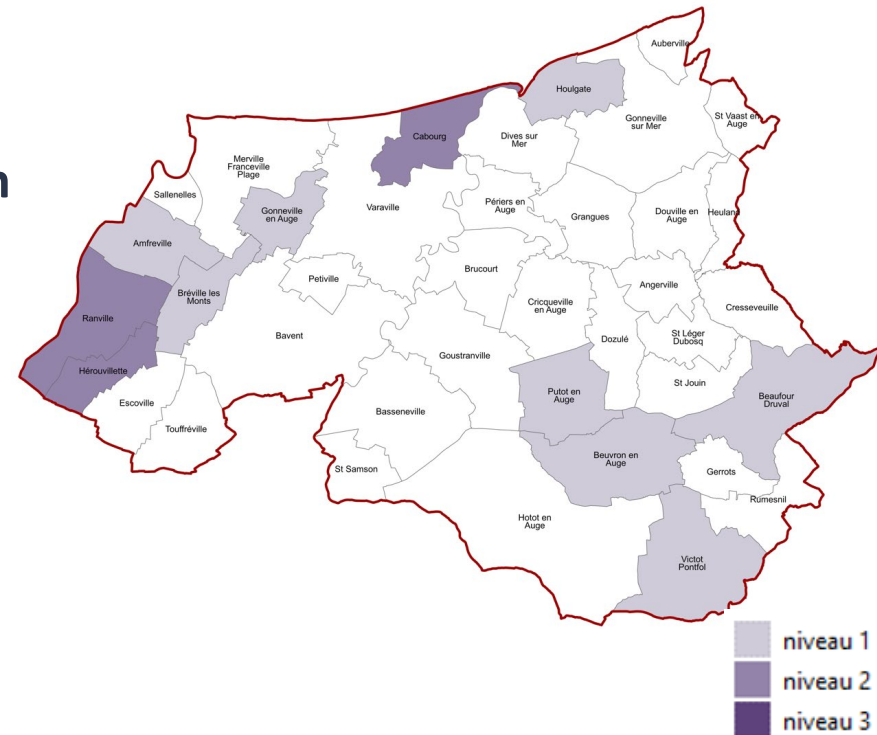 n
Auberville
Houlgate
Gonneville
sur Mer
St Vaast en
Auge
Cabourg
Dives sur
Mer
Merville
Franceville
Plage
Sallenelles
Gonneville
en Auge
Varaville
Périers en
Auge
Grangues
Douville en
Auge
Heuland
Amfreville
Bréville les
Monts
Petiville
Brucourt
Angerville
Cresseveuille
Cricqueville
en Auge
Ranville
Bavent
Goustranville
Dozulé
St Léger
Dubosq
Hérouvillette
St Jouin
Escoville
Putot en
Auge
Beaufour
Druval
Basseneville
Touffréville
Beuvron en
Auge
St Samson
Gerrots
Rumesnil
Hotot en
Auge
Victot
Pontfol
niveau 1
niveau 2
niveau 3